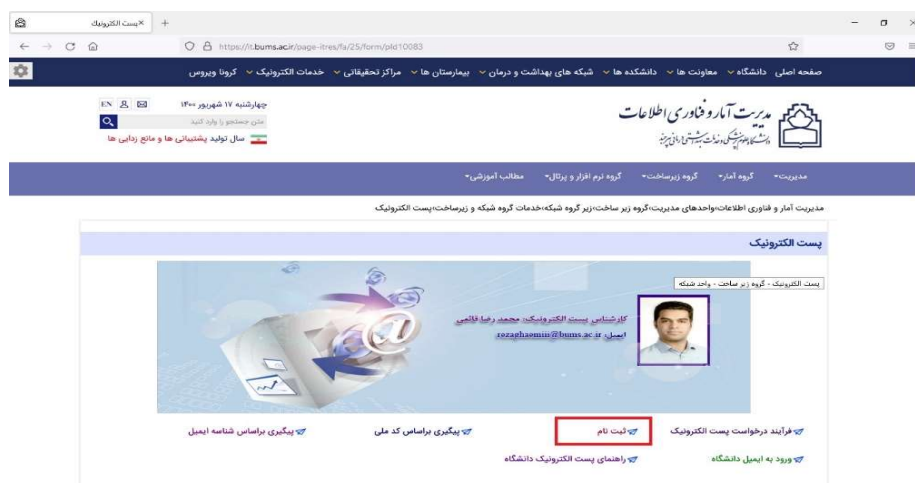 پست الکترونیک
https://it.bums.ac.ir/page-itres/fa/25/form/pId10083
صفحه اصلی دانشگاه معاونت ها دانشکده ها شبکه های بهداشت و درمان بیمارستان ها مراکز تحقیقاتی خدمات الکترونیک کرونا ویروس
چهارشنبه ۱۷ شهریور ۱۴۰۰
EN
مدیریت آمار و فناوری اطلاعات
متن جستجو را وارد کنید
سال تولید پشتیبانی ها و مانع زدایی ها
مدیریت گروه آمار گروه زیرساخت گروه نرم افزار و پرتال مطالب آموزشی
مدیریت آمار و فناوری اطلاعات›واحدهای مدیریت›گروه زیر ساخت›زیر گروه شبکه›خدمات گروه شبکه و زیرساخت›پست الکترونیک
پست الکترونیک
پست الکترونیک - گروه زیر ساخت - واحد شبکه
کارشناس پست الکترونیک: محمد رضا قائمی
ایمیل: rezaghaemiii@bums.ac.ir
فرآیند درخواست پست الکترونیک ثبت نام پیگیری براساس کد ملی پیگیری براساس شناسه ایمیل
ورود به ایمیل دانشگاه راهنمای پست الکترونیک دانشگاه